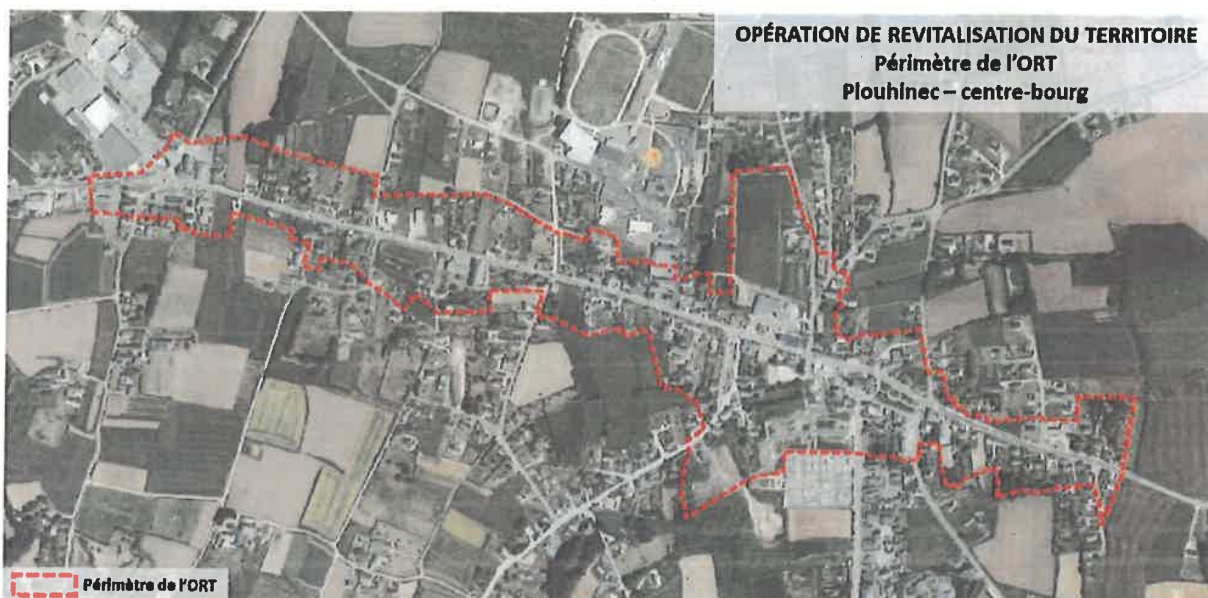 OPÉRATION DE REVITALISATION DU TERRITOIRE
Périmètre de l'ORT
Plouhinec – centre-bourg
Périmètre de l'ORT